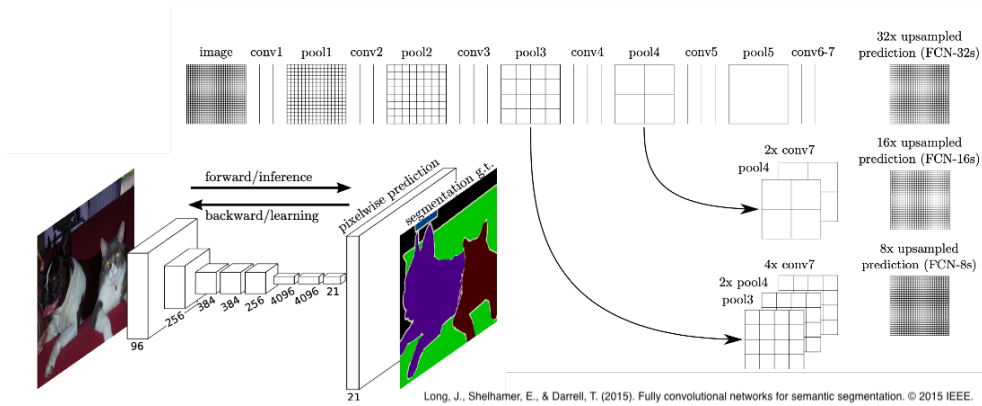 image conv1 pool1 conv2 pool2 conv3 pool3 conv4 pool4 conv5 pool5 conv6-7
32x upsampled
prediction (FCN-32s)
16x upsampled
prediction (FCN-16s)
2x conv7
pool4
8x upsampled
prediction (FCN-8s)
4x conv7
2x pool4
pool3
forward/inference
backward/learning
pixelwise prediction
segmentation g.t.
96
256
384
384
256
4096
4096
21
21
Long, J., Shelhamer, E., & Darrell, T. (2015). Fully convolutional networks for semantic segmentation. © 2015 IEEE.